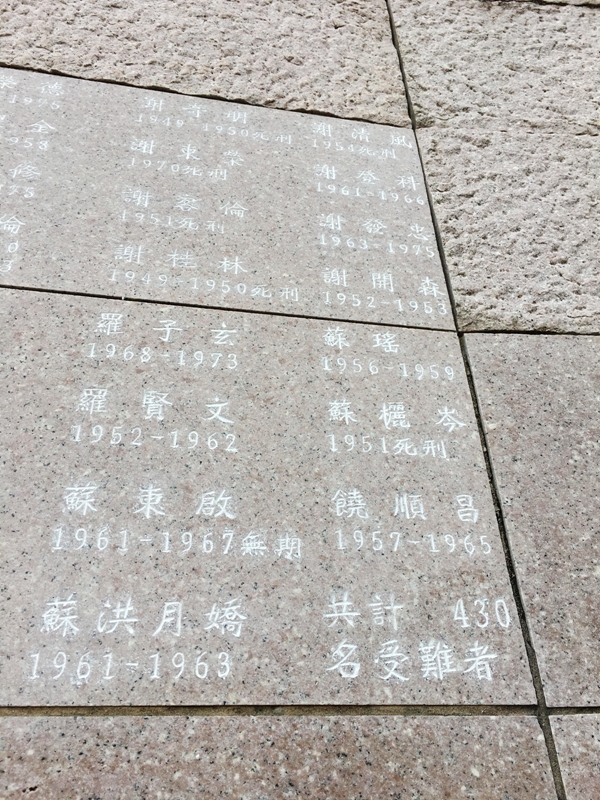 德
全
修
倫
謝
1949-1950死刑
謝東榮
1970死刑
謝 倫
1951死刑
謝桂林
1949-1950死刑
謝清風
1954死刑
謝 科
1961-1966
謝發忠
1963-1975
謝開森
1952-1953
羅子玄
1968-1973
羅賢文
1952-1962
蘇東啟
1961-1967無期
蘇洪月嬌
1961-1963
蘇瑤
1956-1959
蘇欐岑
1951死刑
饒順昌
1957-1965
共計 430
名受難者